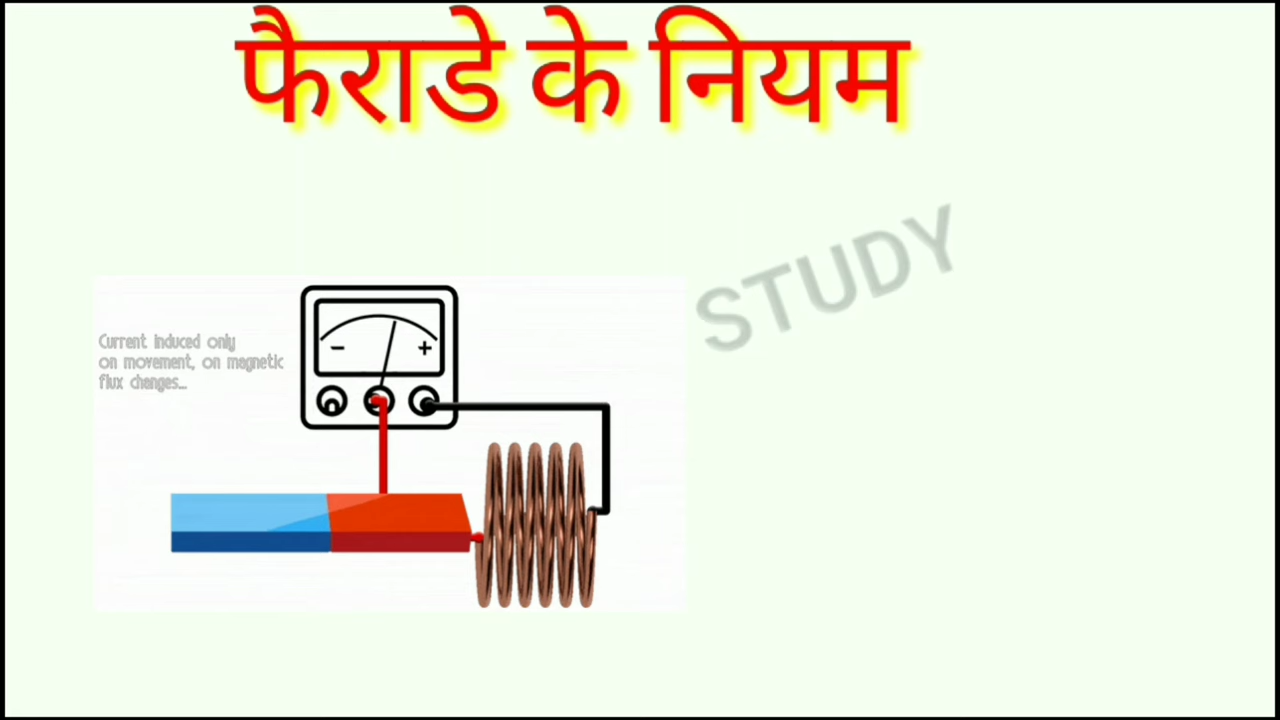 फैराडे के नियम
STUDY
Current induced only
on movement, on magnetic
flux changes...
− +